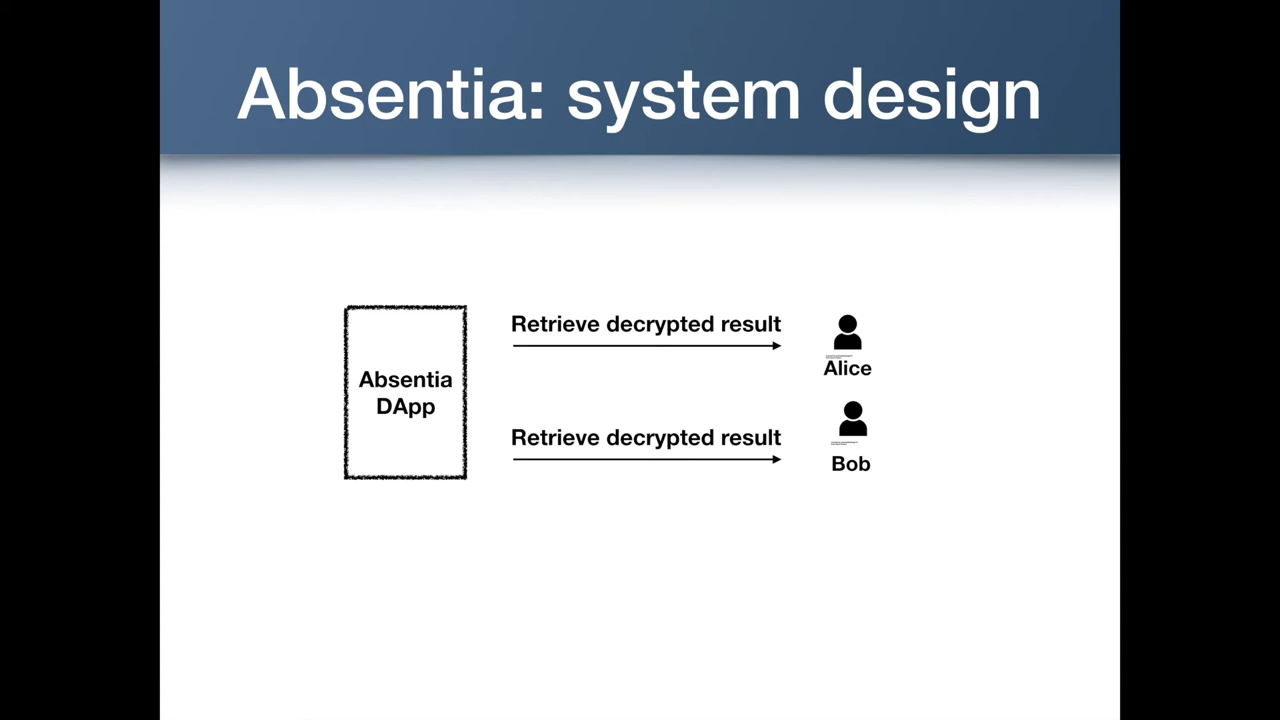 Absentia: system design
Retrieve decrypted result
Alice
Absentia
DApp
Retrieve decrypted result
Bob